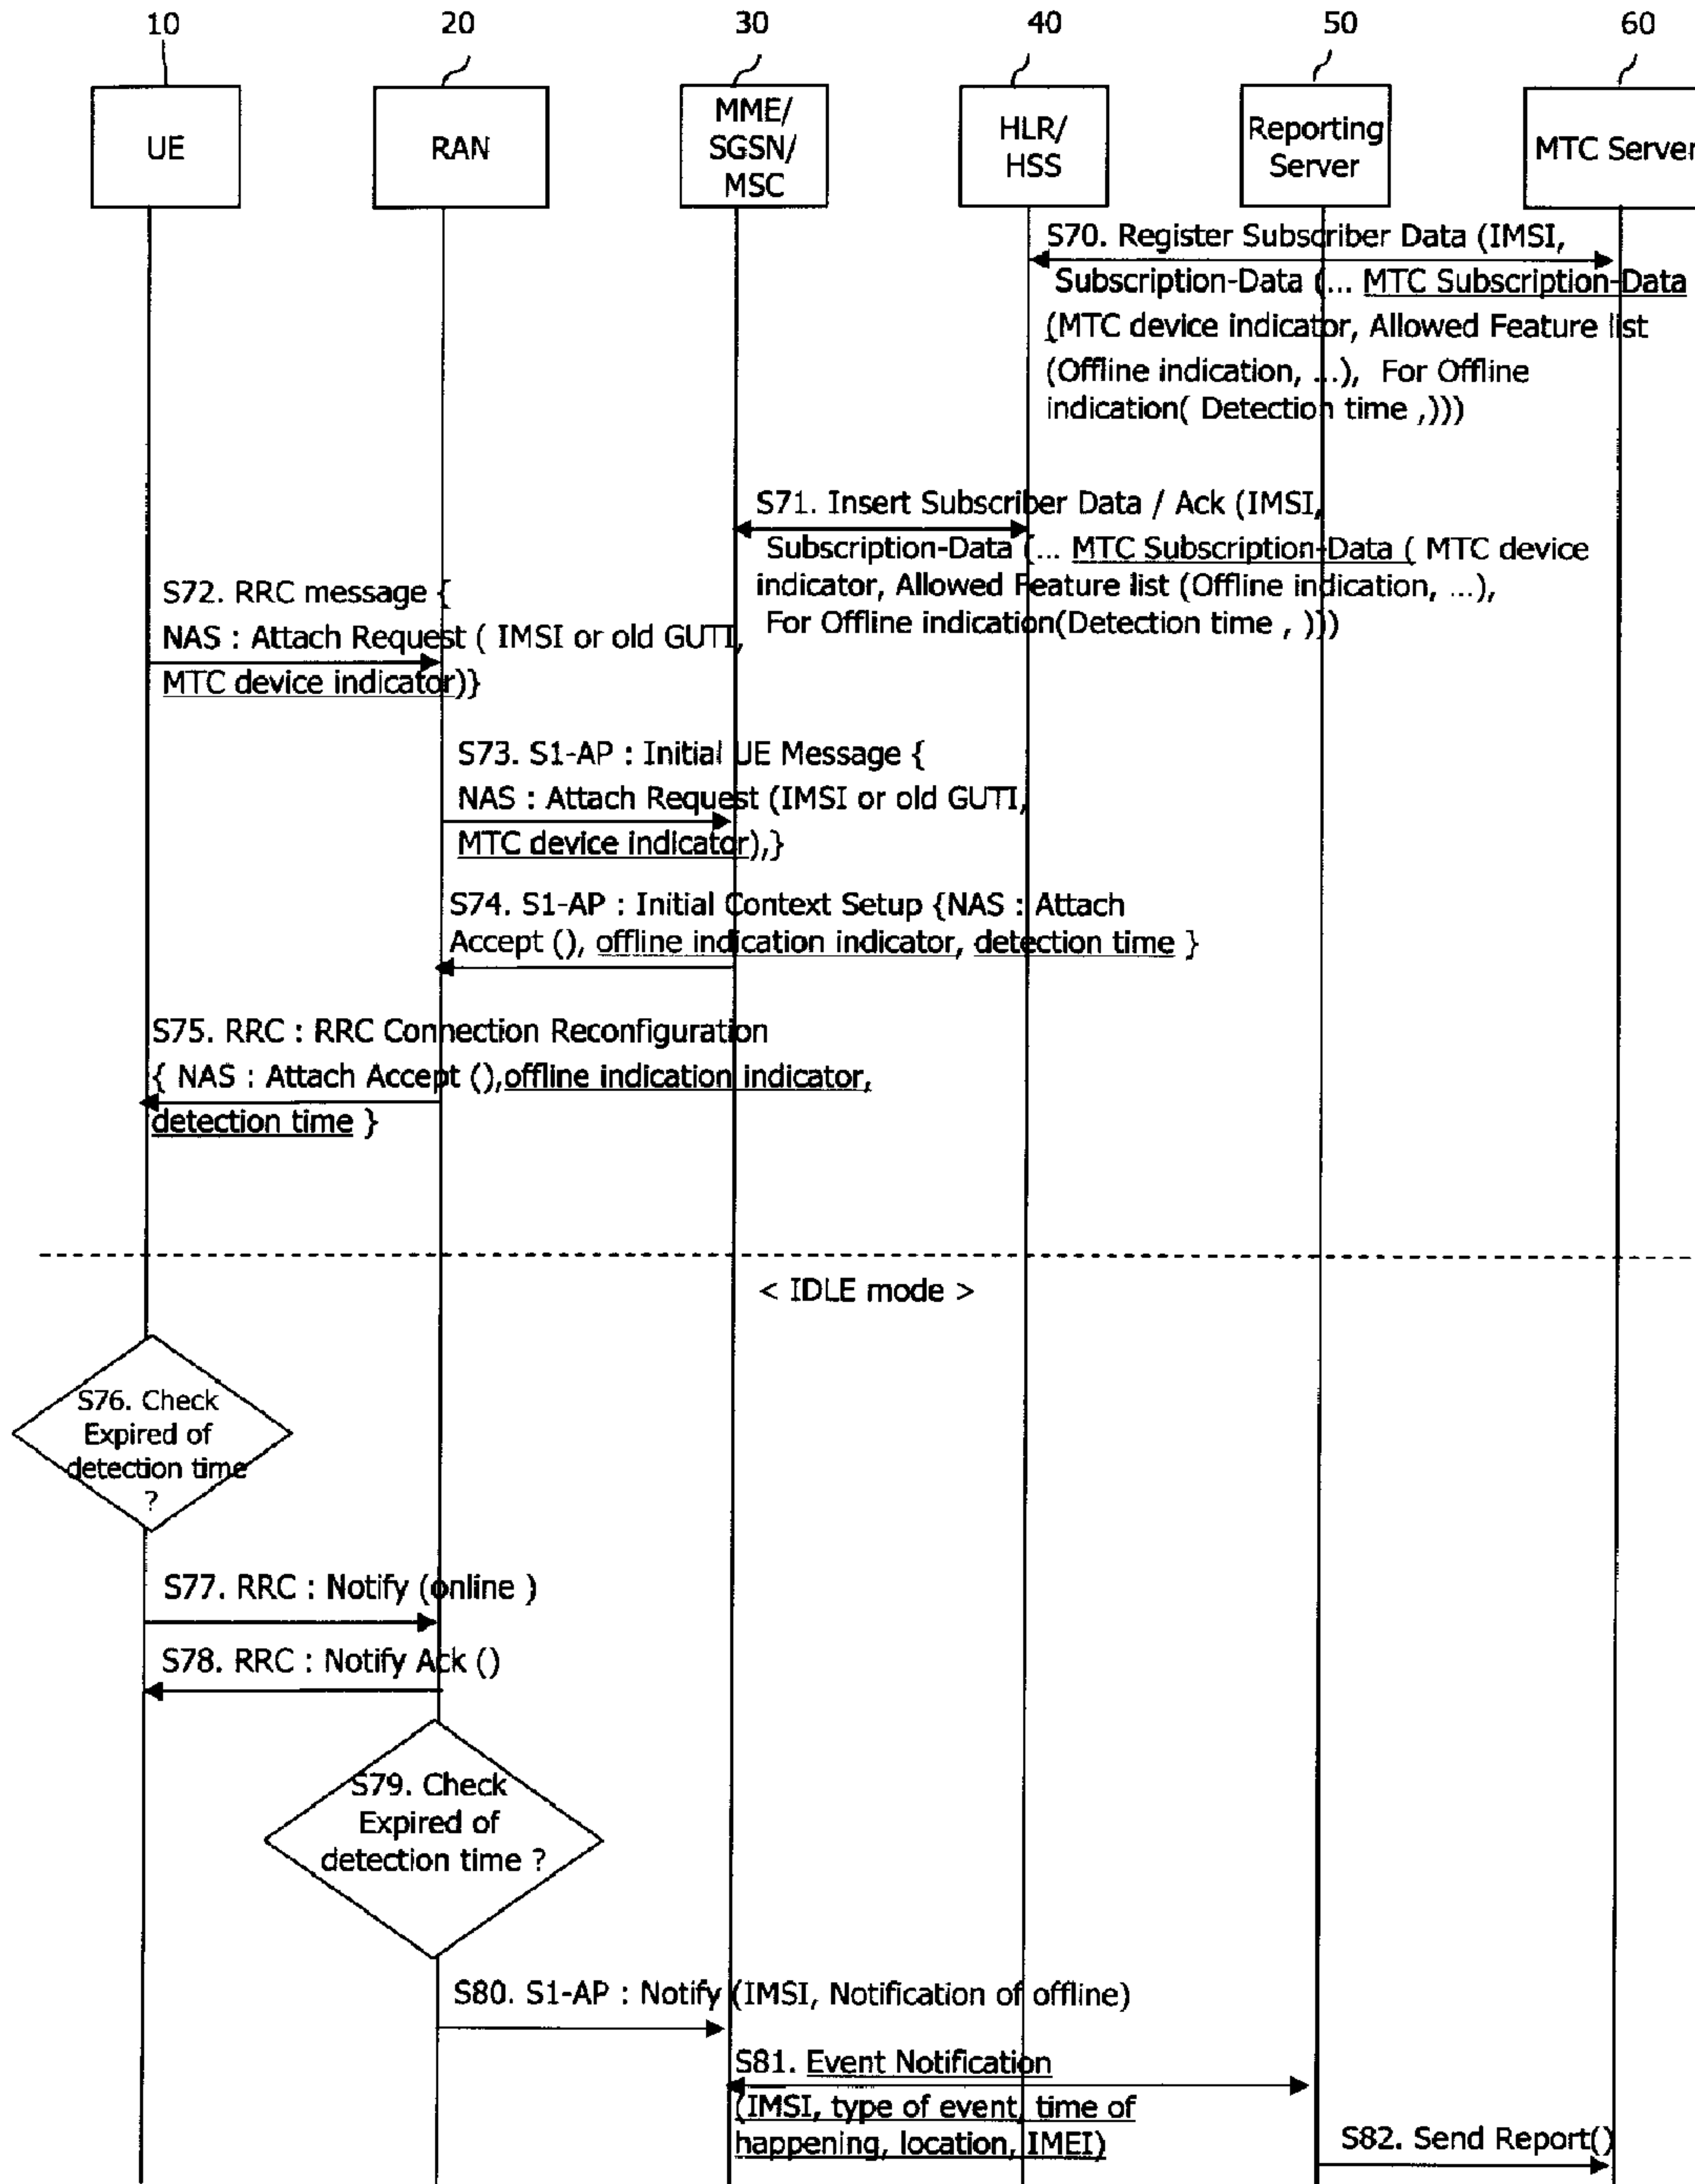 10
20
30
40
50
60
UE
RAN
MME/
SGSN/
MSC
HLR/
HSS
Reporting
Server
MTC Server
S70. Register Subscriber Data (IMSI,
Subscription-Data (... MTC Subscription-Data
(MTC device indicator, Allowed Feature list
(Offline indication, ...), For Offline
indication( Detection time ,)))
S71. Insert Subscriber Data / Ack (IMSI,
Subscription-Data (... MTC Subscription-Data ( MTC device
indicator, Allowed Feature list (Offline indication, ...),
For Offline indication(Detection time , )))
S72. RRC message {
NAS : Attach Request ( IMSI or old GUTI,
MTC device indicator)}
S73. S1-AP : Initial UE Message {
NAS : Attach Request (IMSI or old GUTI,
MTC device indicator),}
S74. S1-AP : Initial Context Setup {NAS : Attach
Accept (), offline indication indicator, detection time }
S75. RRC : RRC Connection Reconfiguration
{ NAS : Attach Accept (),offline indication indicator,
detection time }
< IDLE mode >
S76. Check
Expired of
detection time
?
S77. RRC : Notify (online )
S78. RRC : Notify Ack ()
S79. Check
Expired of
detection time ?
S80. S1-AP : Notify (IMSI, Notification of offline)
S81. Event Notification
(IMSI, type of event, time of
happening, location, IMEI)
S82. Send Report()